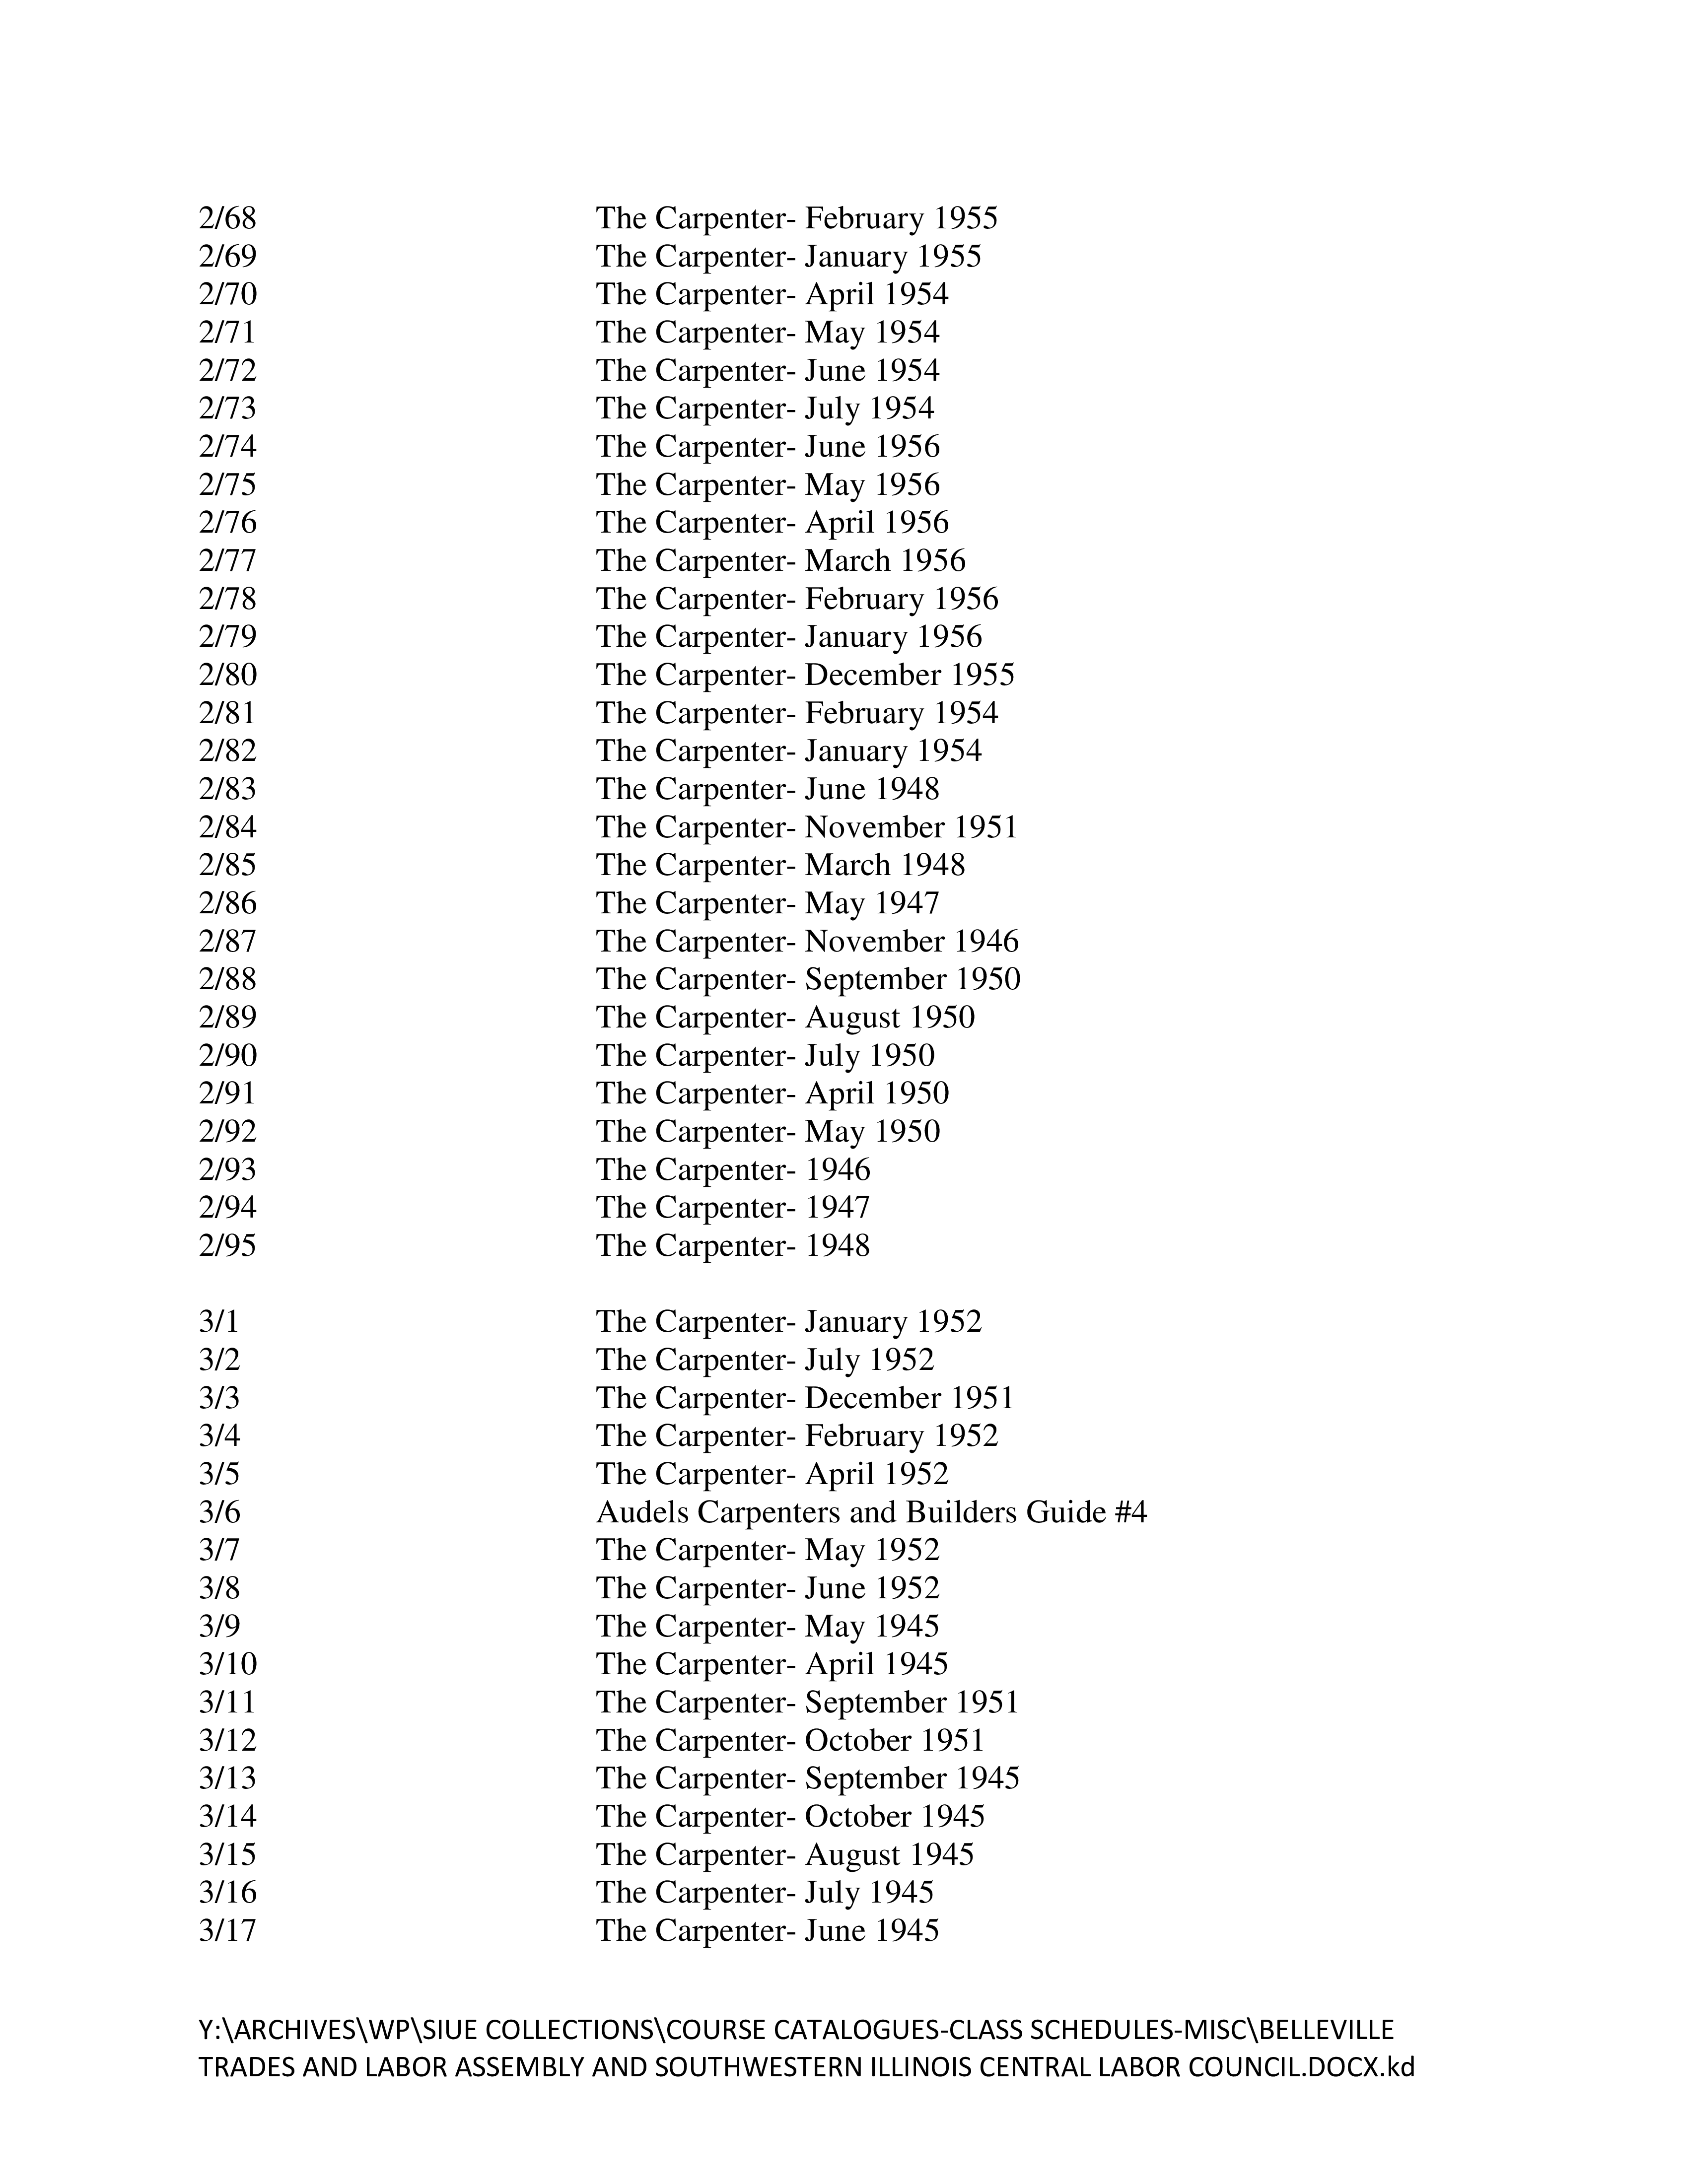 2/68 The Carpenter- February 1955
2/69 The Carpenter- January 1955
2/70 The Carpenter- April 1954
2/71 The Carpenter- May 1954
2/72 The Carpenter- June 1954
2/73 The Carpenter- July 1954
2/74 The Carpenter- June 1956
2/75 The Carpenter- May 1956
2/76 The Carpenter- April 1956
2/77 The Carpenter- March 1956
2/78 The Carpenter- February 1956
2/79 The Carpenter- January 1956
2/80 The Carpenter- December 1955
2/81 The Carpenter- February 1954
2/82 The Carpenter- January 1954
2/83 The Carpenter- June 1948
2/84 The Carpenter- November 1951
2/85 The Carpenter- March 1948
2/86 The Carpenter- May 1947
2/87 The Carpenter- November 1946
2/88 The Carpenter- September 1950
2/89 The Carpenter- August 1950
2/90 The Carpenter- July 1950
2/91 The Carpenter- April 1950
2/92 The Carpenter- May 1950
2/93 The Carpenter- 1946
2/94 The Carpenter- 1947
2/95 The Carpenter- 1948
3/1 The Carpenter- January 1952
3/2 The Carpenter- July 1952
3/3 The Carpenter- December 1951
3/4 The Carpenter- February 1952
3/5 The Carpenter- April 1952
3/6 Audels Carpenters and Builders Guide #4
3/7 The Carpenter- May 1952
3/8 The Carpenter- June 1952
3/9 The Carpenter- May 1945
3/10 The Carpenter- April 1945
3/11 The Carpenter- September 1951
3/12 The Carpenter- October 1951
3/13 The Carpenter- September 1945
3/14 The Carpenter- October 1945
3/15 The Carpenter- August 1945
3/16 The Carpenter- July 1945
3/17 The Carpenter- June 1945
Y:\ARCHIVES\WP\SIUE COLLECTIONS\COURSE CATALOGUES-CLASS SCHEDULES-MISC\BELLEVILLE
TRADES AND LABOR ASSEMBLY AND SOUTHWESTERN ILLINOIS CENTRAL LABOR COUNCIL.DOCX.kd